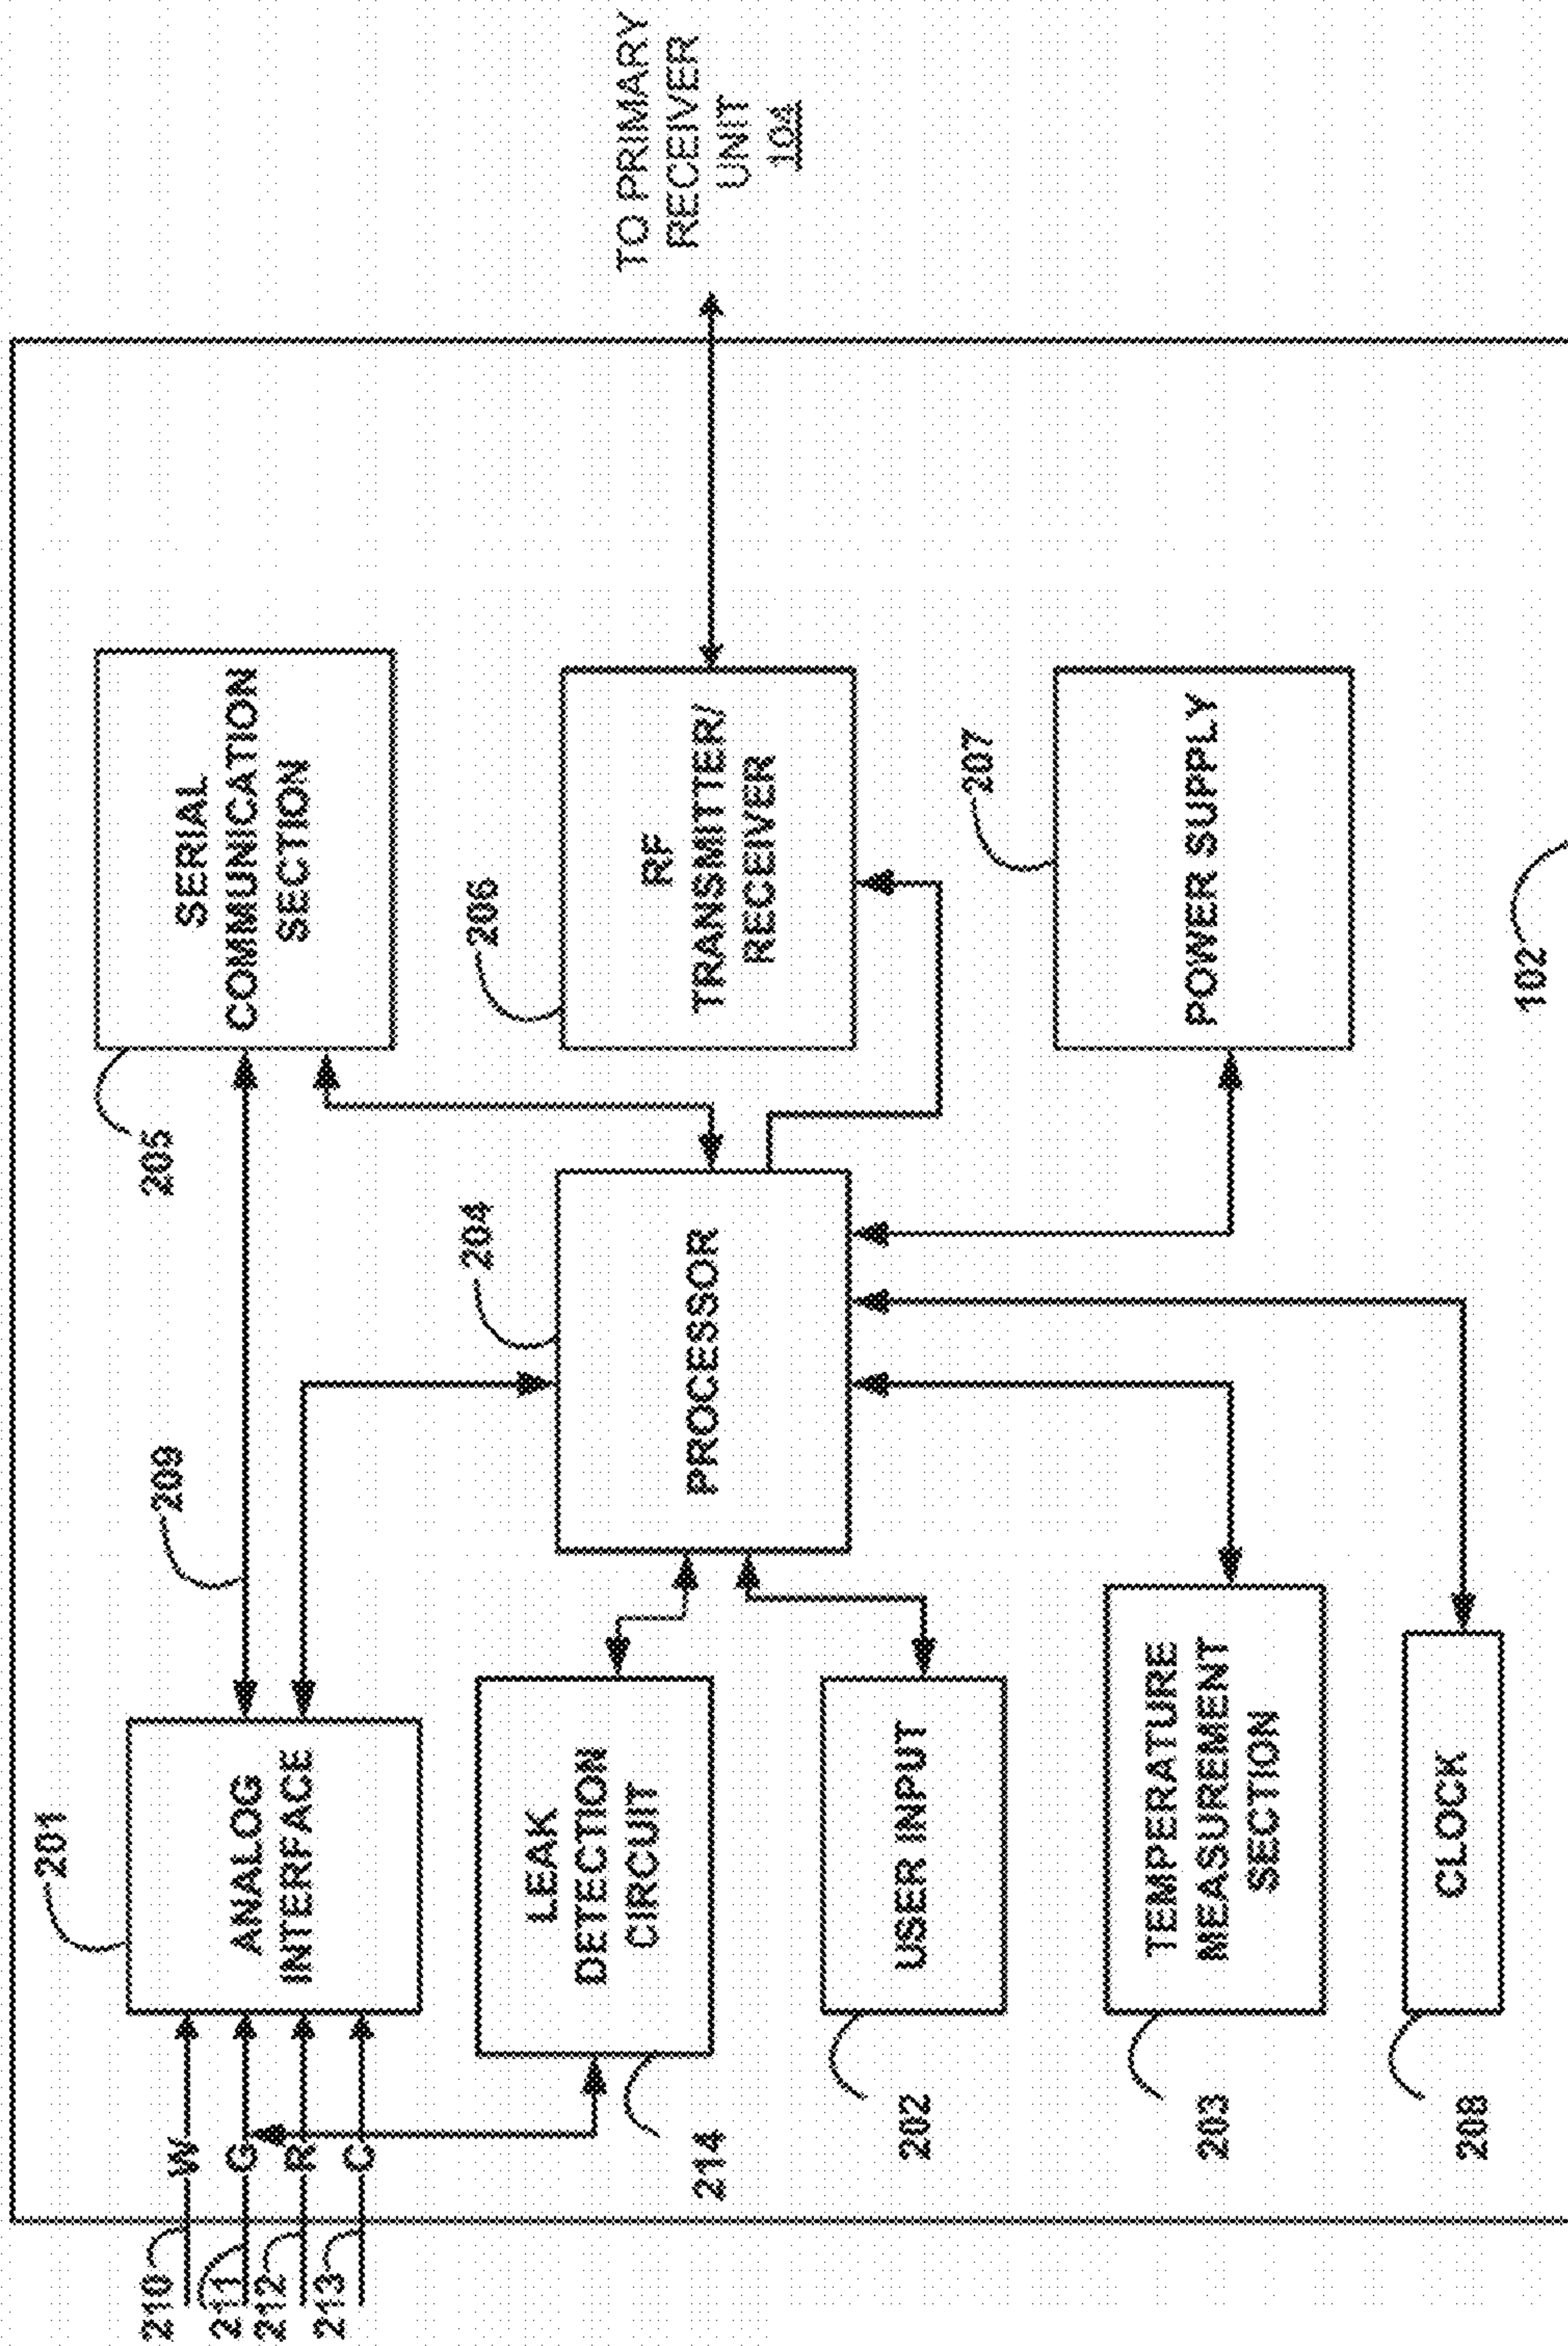 210
211
212
213
W
G
R
C
201
ANALOG
INTERFACE
209
205
SERIAL
COMMUNICATION
SECTION
214
LEAK
DETECTION
CIRCUIT
204
PROCESSOR
206
RF
TRANSMITTER/
RECEIVER
TO PRIMARY
RECEIVER
UNIT
104
202
USER INPUT
207
POWER SUPPLY
203
TEMPERATURE
MEASUREMENT
SECTION
208
CLOCK
102